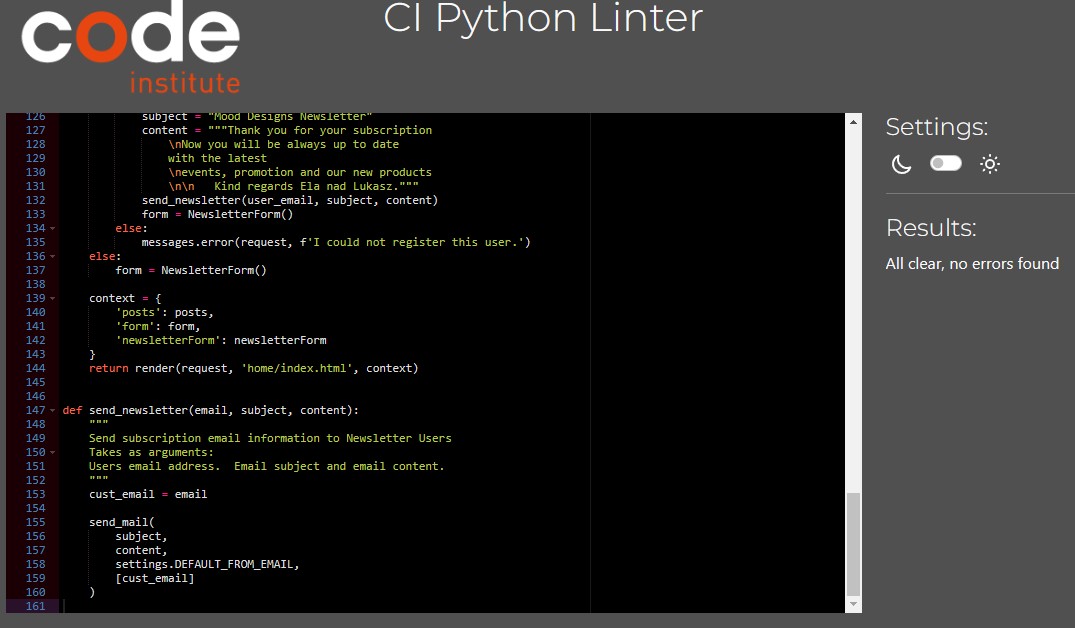 code
institute
CI Python Linter
126 subject = "Mood Designs Newsletter"
127 content = """Thank you for your subscription
128 \nNow you will be always up to date
129 with the latest
130 \nevents, promotion and our new products
131 \n\n   Kind regards Ela nad Lukasz."""
132 send_newsletter(user_email, subject, content)
133 form = NewsletterForm()
134 else:
135 messages.error(request, f'I could not register this user.')
136 else:
137 form = NewsletterForm()
138
139 context = {
140 'posts': posts,
141 'form': form,
142 'newsletterForm': newsletterForm
143 }
144 return render(request, 'home/index.html', context)
145
146
147 def send_newsletter(email, subject, content):
148 """
149 Send subscription email information to Newsletter Users
150 Takes as arguments:
151 Users email address.  Email subject and email content.
152 """
153 cust_email = email
154
155 send_mail(
156 subject,
157 content,
158 settings.DEFAULT_FROM_EMAIL,
159 [cust_email]
160 )
161
Settings:
Results:
All clear, no errors found